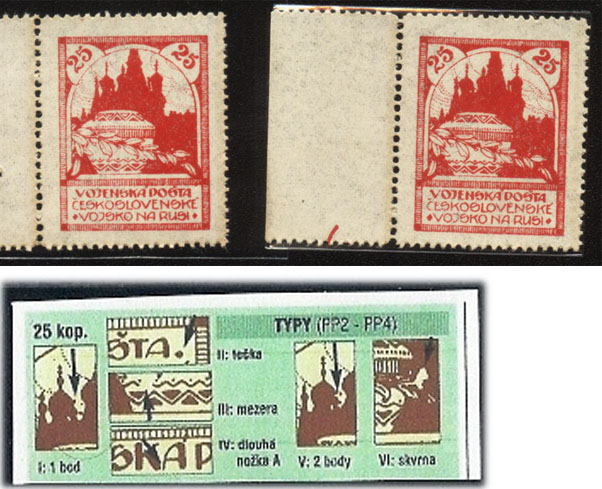 25 25
VOJENSKÁ POŠTA
ČESKOSLOVENSKÉ
• VOJSKO NA RUSI •
25 25
VOJENSKÁ POŠTA
ČESKOSLOVENSKÉ
• VOJSKO NA RUSI •
25 kop.
TYPY (PP2 - PP4)
ŠTA.
II: tečka
III: mezera
SKÁ P
IV: dlouhá
nožka A
I: 1 bod
V: 2 body
VI: skvrna